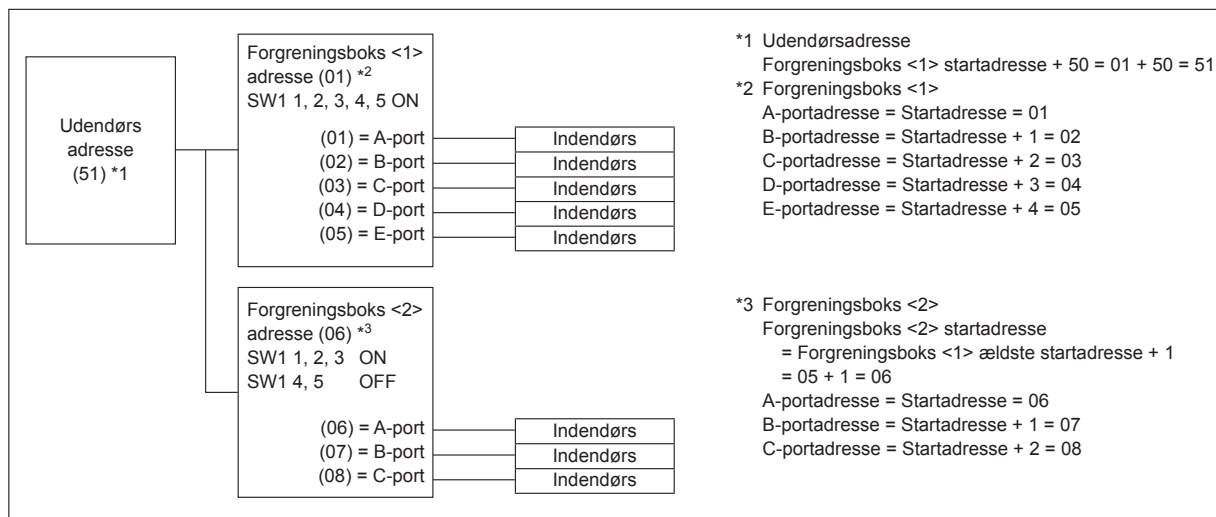 Udendørs
adresse
(51) *1
Forgreningsboks <1>
adresse (01) *2
SW1 1, 2, 3, 4, 5 ON
(01) = A-port
(02) = B-port
(03) = C-port
(04) = D-port
(05) = E-port
Indendørs
Indendørs
Indendørs
Indendørs
Indendørs
Forgreningsboks <2>
adresse (06) *3
SW1 1, 2, 3 ON
SW1 4, 5 OFF
(06) = A-port
(07) = B-port
(08) = C-port
Indendørs
Indendørs
Indendørs
*1 Udendørsadresse
Forgreningsboks <1> startadresse + 50 = 01 + 50 = 51
*2 Forgreningsboks <1>
A-portadresse = Startadresse = 01
B-portadresse = Startadresse + 1 = 02
C-portadresse = Startadresse + 2 = 03
D-portadresse = Startadresse + 3 = 04
E-portadresse = Startadresse + 4 = 05
*3 Forgreningsboks <2>
Forgreningsboks <2> startadresse
= Forgreningsboks <1> ældste startadresse + 1
= 05 + 1 = 06
A-portadresse = Startadresse = 06
B-portadresse = Startadresse + 1 = 07
C-portadresse = Startadresse + 2 = 08